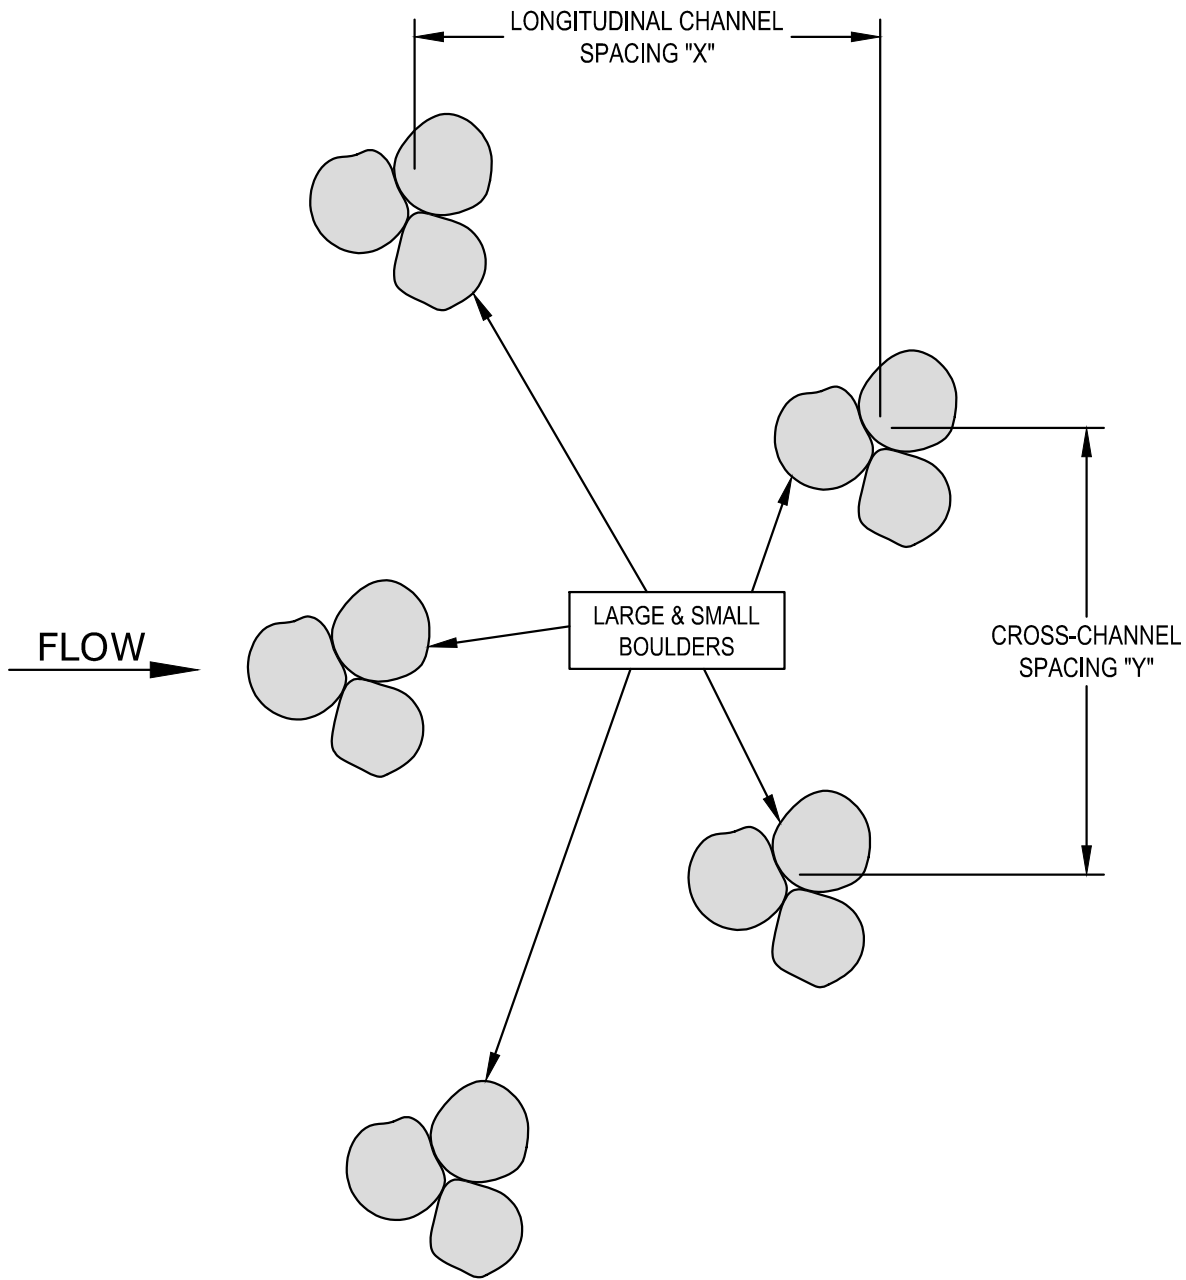 LONGITUDINAL CHANNEL
SPACING "X"
LARGE & SMALL
BOULDERS
FLOW
CROSS-CHANNEL
SPACING "Y"